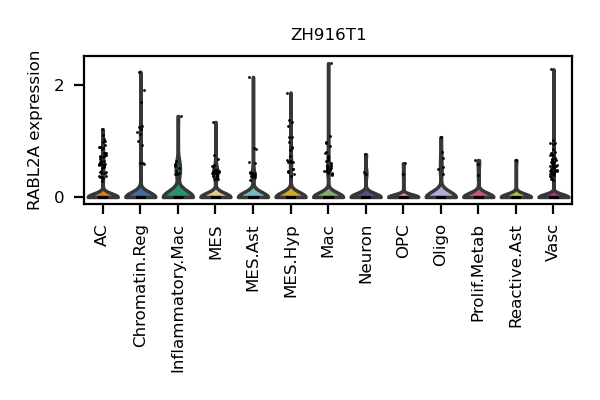 ZH916T1
RABL2A expression
2
0
AC
Chromatin.Reg
Inflammatory.Mac
MES
MES.Ast
MES.Hyp
Mac
Neuron
OPC
Oligo
Prolif.Metab
Reactive.Ast
Vasc